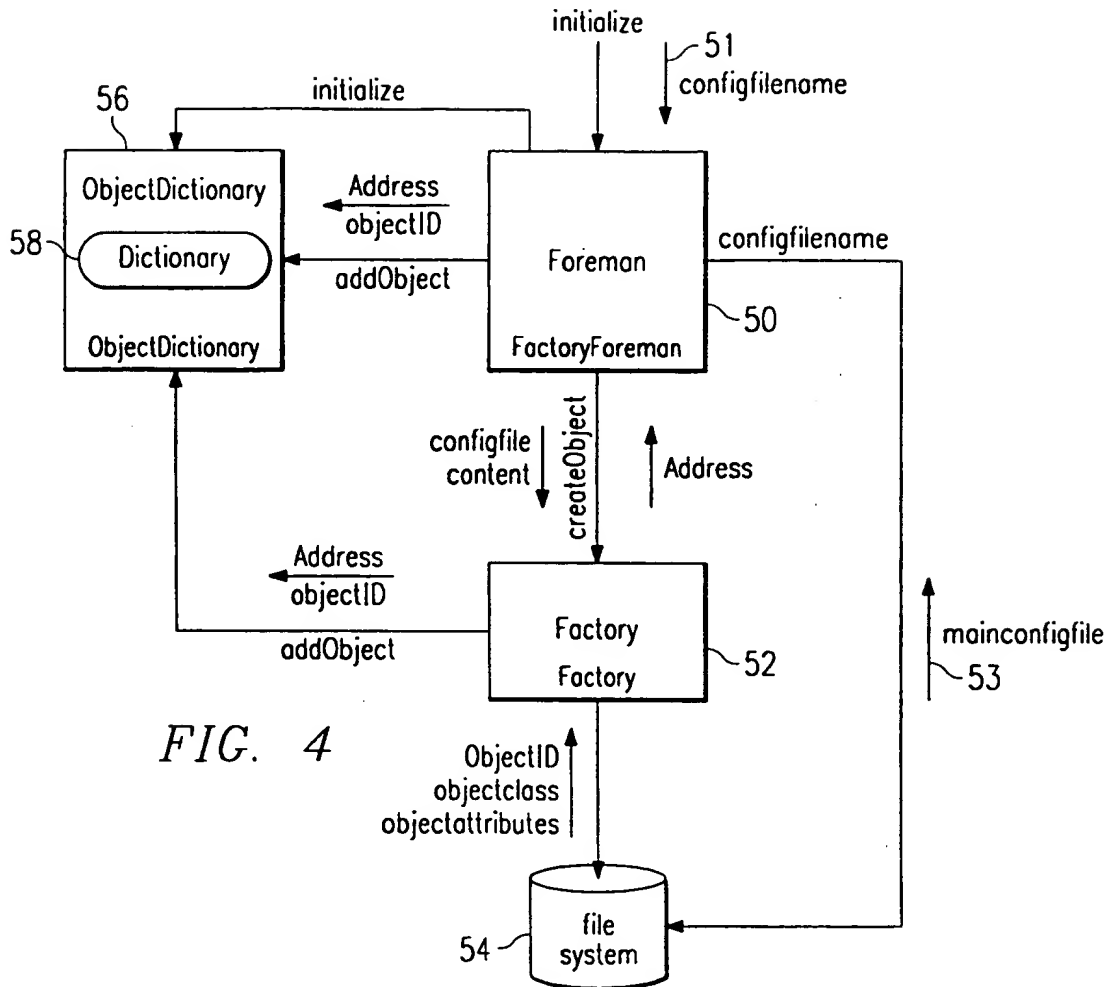 initialize
51
configfilename
56
initialize
ObjectDictionary
58
Dictionary
ObjectDictionary
Address
objectID
addObject
Foreman
FactoryForeman
50
configfilename
configfile
content
createObject
Address
Address
objectID
addObject
Factory
Factory
52
mainconfigfile
53
FIG. 4
ObjectID
objectclass
objectattributes
54
file
system